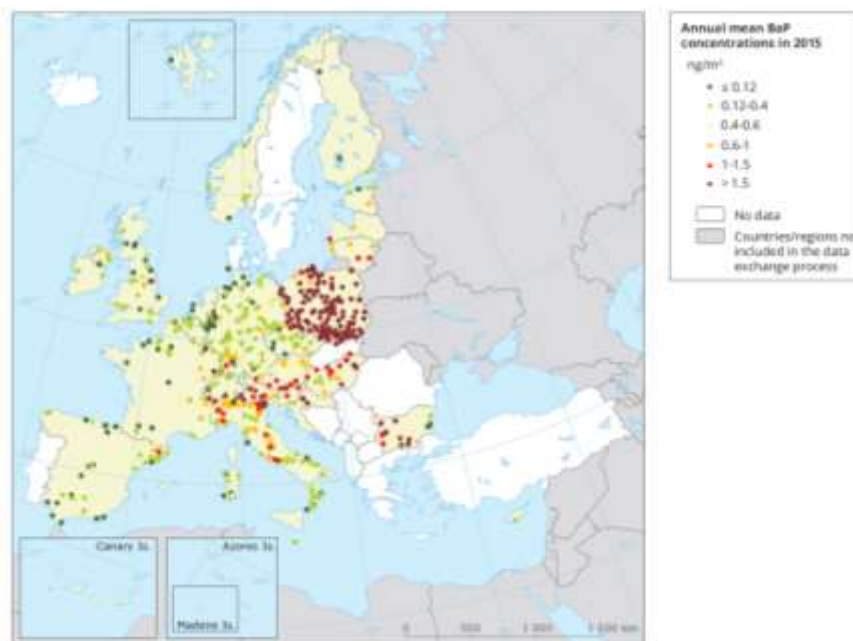 Annual mean BaP
concentrations in 2015
ng/m³
≤ 0.12
0.12-0.4
0.4-0.6
0.6-1
1-1.5
> 1.5
No data
Countries/regions no
included in the data
exchange process
Canary Is.
Azores Is.
Madeira Is.
0 500 1 000 1 500 km